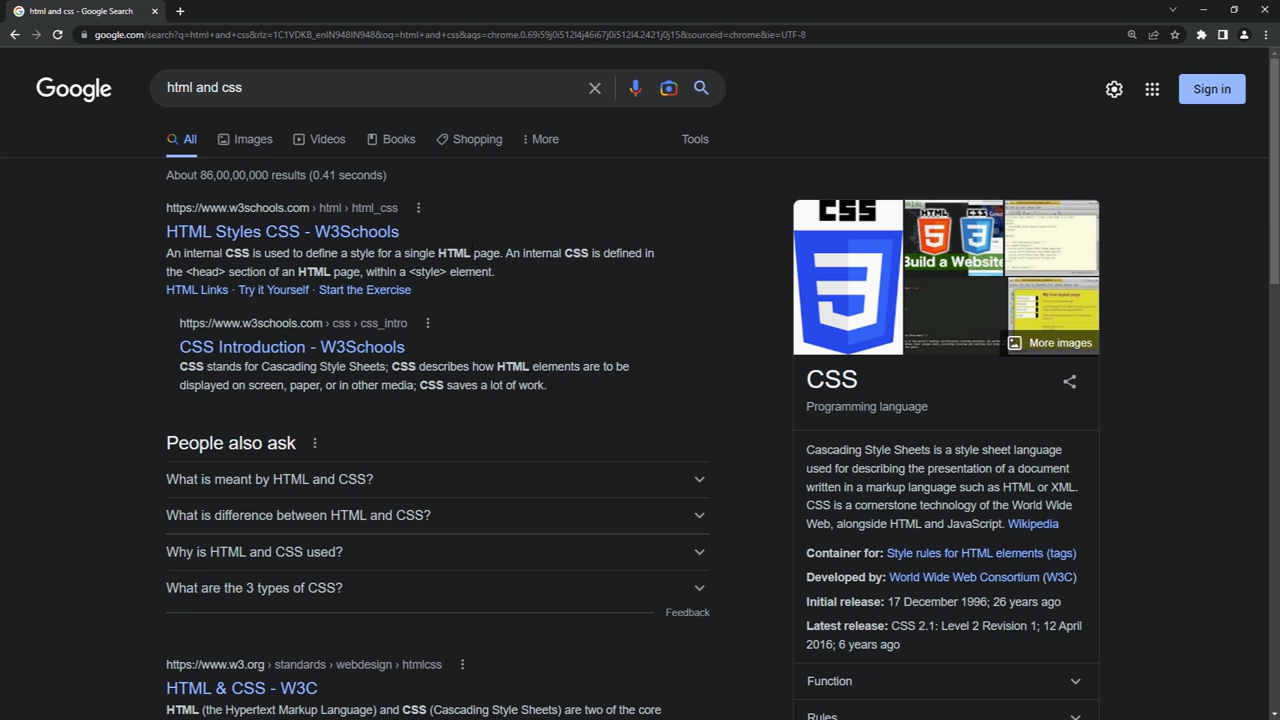 html and css - Google Search
google.com/search?q=html+and+css&rlz=1C1VDKB_enIN948IN948&oq=html+and+css&aqs=chrome.0.69i59j0i512l4j46i67j0i512l4.2421j0j15&sourceid=chrome&ie=UTF-8
Google
html and css
Sign in
All
Images
Videos
Books
Shopping
More
Tools
About 86,00,00,000 results (0.41 seconds)
https://www.w3schools.com › html › html_css
HTML Styles CSS - W3Schools
An internal CSS is used to define a style for a single HTML page. An internal CSS is defined in
the <head> section of an HTML page, within a <style> element.
HTML Links · Try it Yourself
https://www.w3schools.com › css › css_intro
CSS Introduction - W3Schools
CSS stands for Cascading Style Sheets; CSS describes how HTML elements are to be
displayed on screen, paper, or in other media; CSS saves a lot of work.
People also ask
What is meant by HTML and CSS?
What is difference between HTML and CSS?
Why is HTML and CSS used?
What are the 3 types of CSS?
Feedback
https://www.w3.org › standards › webdesign › htmlcss
HTML & CSS - W3C
HTML (the Hypertext Markup Language) and CSS (Cascading Style Sheets) are two of the core
CSS
HTML CSS
Build a Website
More images
CSS
Programming language
Cascading Style Sheets is a style sheet language
used for describing the presentation of a document
written in a markup language such as HTML or XML.
CSS is a cornerstone technology of the World Wide
Web, alongside HTML and JavaScript. Wikipedia
Container for: Style rules for HTML elements (tags)
Developed by: World Wide Web Consortium (W3C)
Initial release: 17 December 1996; 26 years ago
Latest release: CSS 2.1: Level 2 Revision 1; 12 April
2016; 6 years ago
Function
Rules